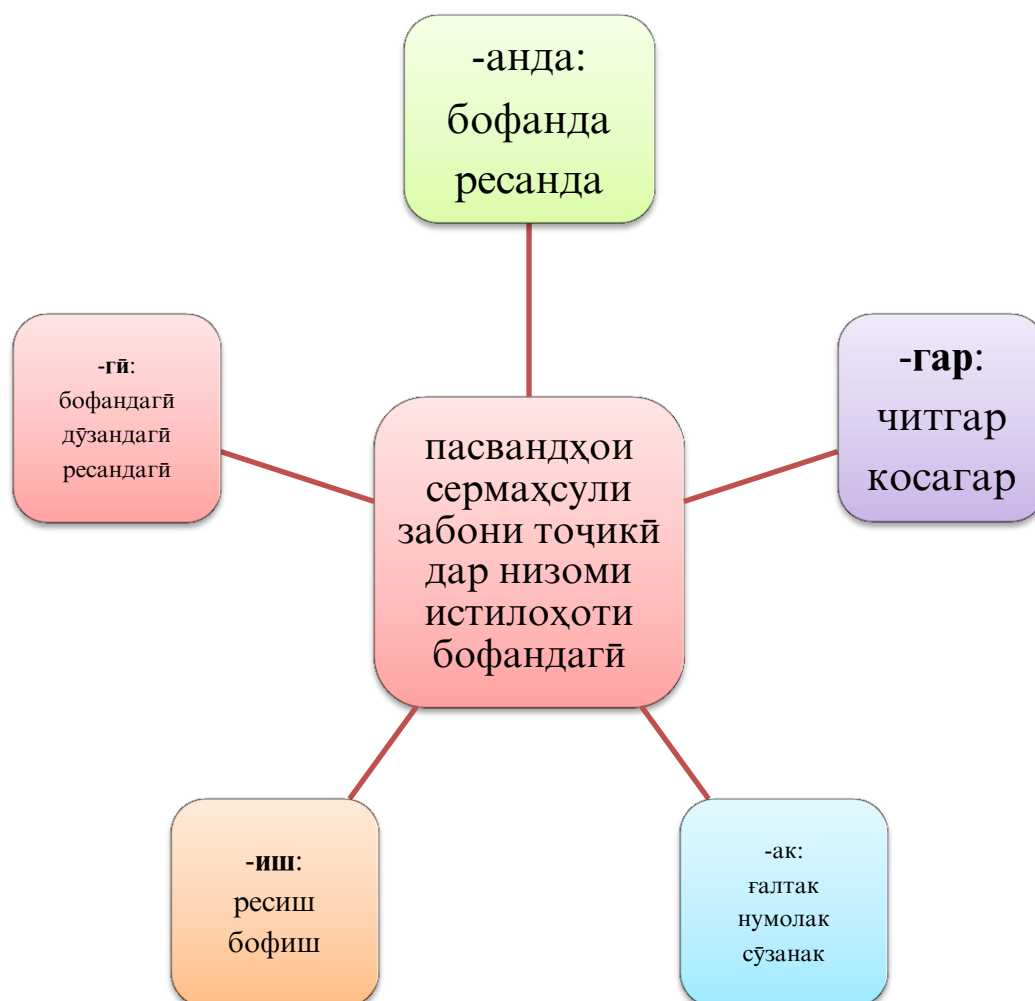 -анда:
бофанда
ресанда
-гӣ:
бофандагӣ
дӯзандагӣ
ресандагӣ
-гар:
читгар
косагар
пасвандҳои
сермаҳсули
забони тоҷикӣ
дар низоми
истилоҳоти
бофандагӣ
-иш:
ресиш
бофиш
-ак:
ғалтак
нумолак
сӯзанак